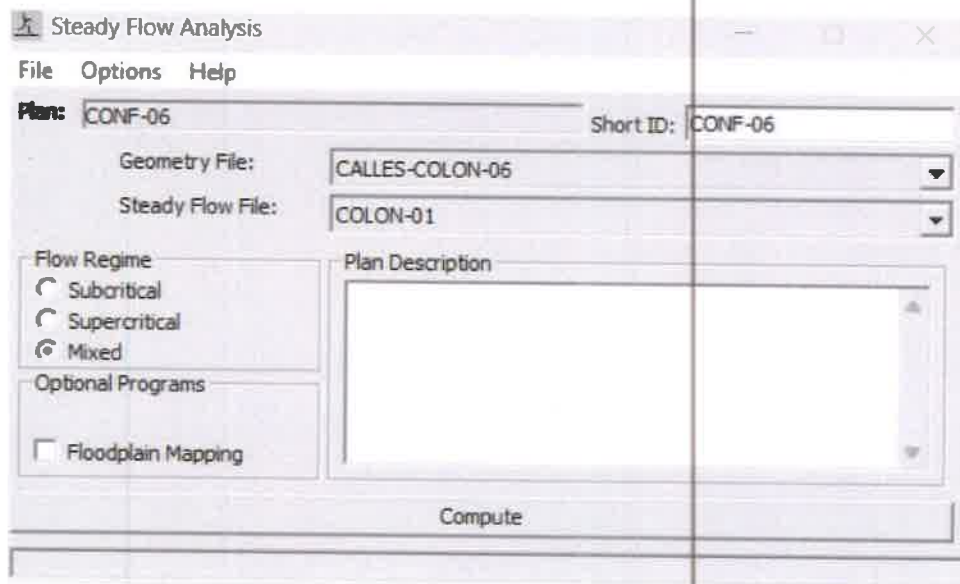 Steady Flow Analysis
File Options Help
Plan: CONF-06 Short ID: CONF-06
Geometry File: CALLES-COLON-06
Steady Flow File: COLON-01
Flow Regime
Subcritical
Supercritical
Mixed
Plan Description
Optional Programs
Floodplain Mapping
Compute